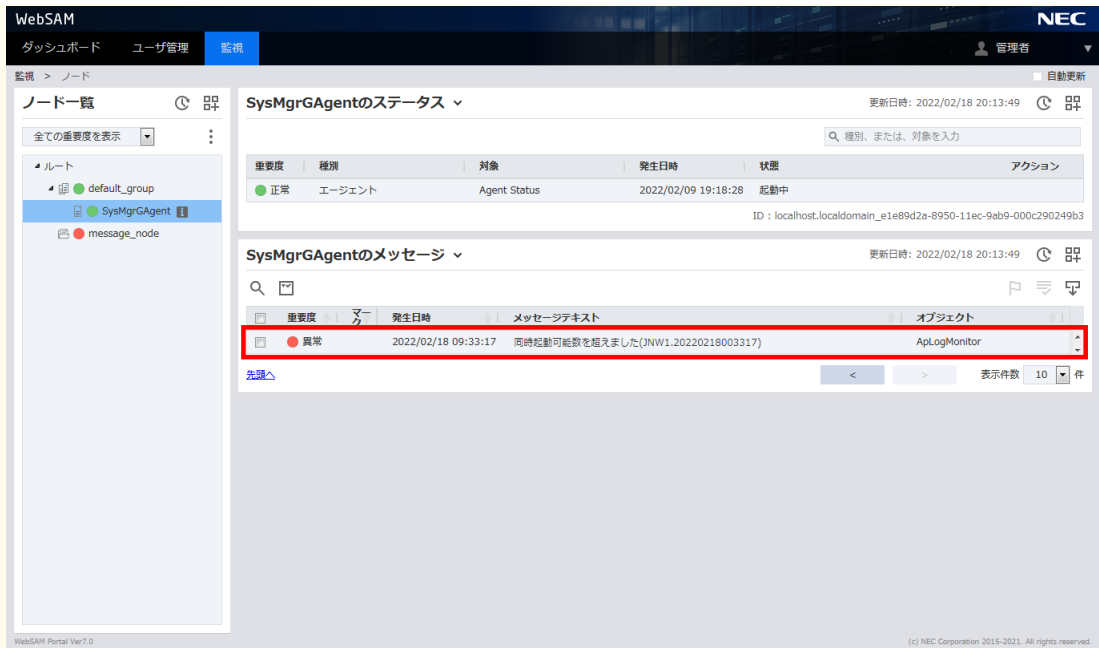 WebSAM
NEC
ダッシュボード ユーザ管理 監視 管理者
監視 > ノード 自動更新
ノード一覧
全ての重要度を表示
ルート
default_group
SysMgrGAgent
message_node
SysMgrGAgentのステータス 更新日時: 2022/02/18 20:13:49
種別、または、対象を入力
重要度 種別 対象 発生日時 状態 アクション
正常 エージェント Agent Status 2022/02/09 19:18:28 起動中
ID : localhost.localdomain_e1e89d2a-8950-11ec-9ab9-000c290249b3
SysMgrGAgentのメッセージ 更新日時: 2022/02/18 20:13:49
重要度 マーク 発生日時 メッセージテキスト オブジェクト
異常 2022/02/18 09:33:17 同時起動可能数を超えました(JNW1.20220218003317) ApLogMonitor
先頭へ < > 表示件数 10 件
WebSAM Portal Ver7.0 (c) NEC Corporation 2015-2021. All rights reserved.